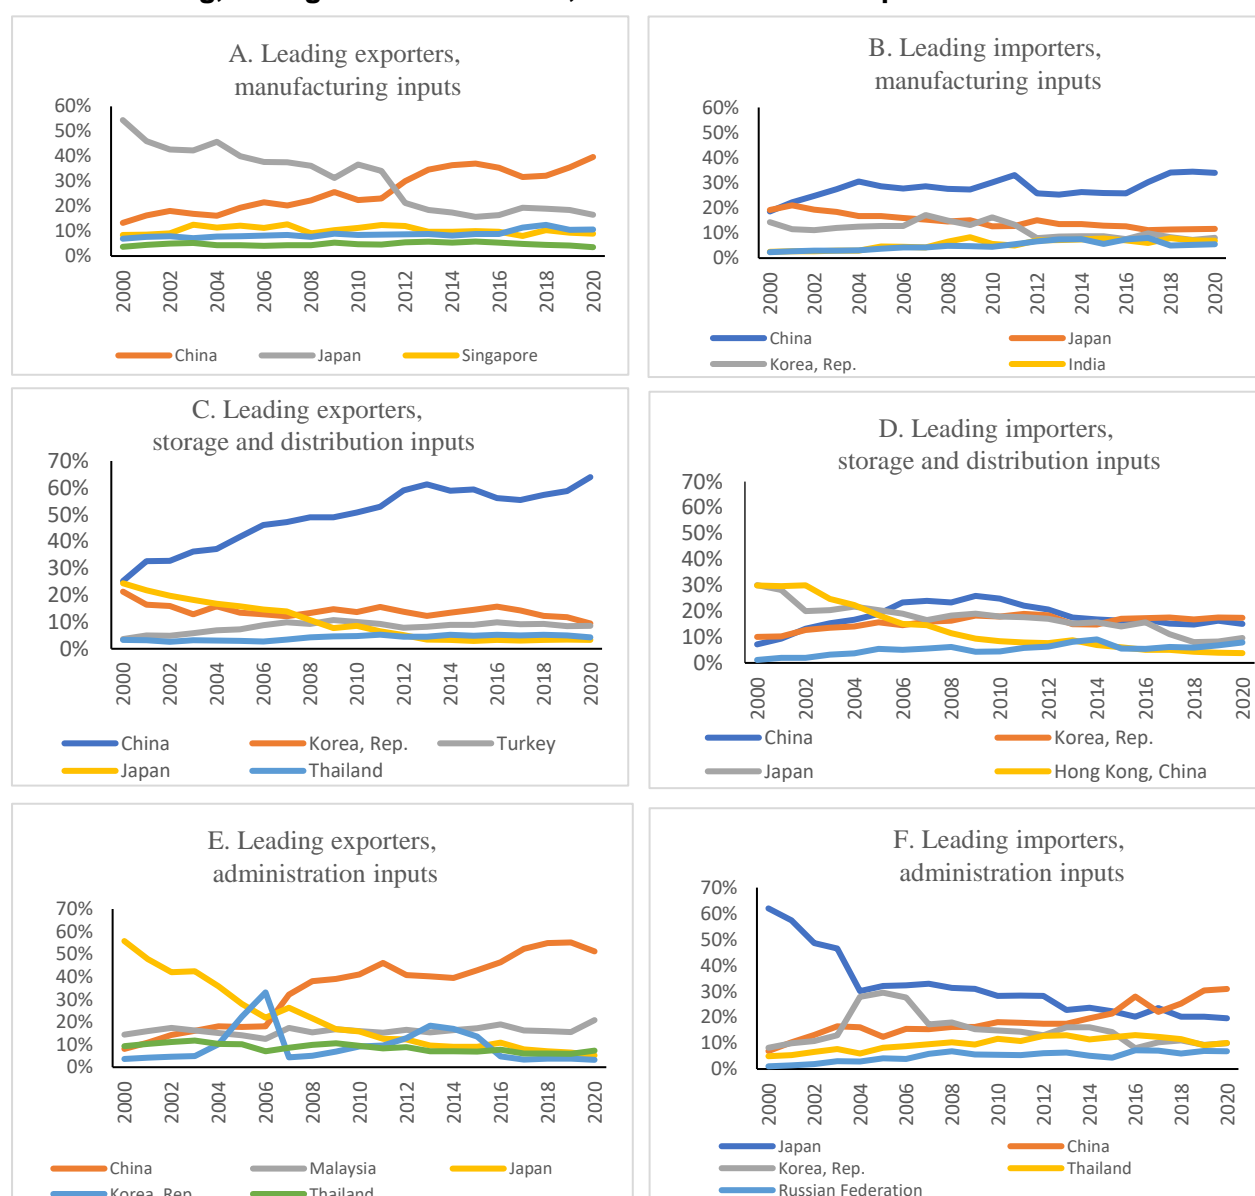 A. Leading exporters,
manufacturing inputs
60%
50%
40%
30%
20%
10%
0%
2000
2002
2004
2006
2008
2010
2012
2014
2016
2018
2020
China
Japan
Singapore
B. Leading importers,
manufacturing inputs
60%
50%
40%
30%
20%
10%
0%
2000
2002
2004
2006
2008
2010
2012
2014
2016
2018
2020
China
Japan
Korea, Rep.
India
C. Leading exporters,
storage and distribution inputs
70%
60%
50%
40%
30%
20%
10%
0%
2000
2002
2004
2006
2008
2010
2012
2014
2016
2018
2020
China
Korea, Rep.
Turkey
Japan
Thailand
D. Leading importers,
storage and distribution inputs
70%
60%
50%
40%
30%
20%
10%
0%
2000
2002
2004
2006
2008
2010
2012
2014
2016
2018
2020
China
Korea, Rep.
Japan
Hong Kong, China
E. Leading exporters,
administration inputs
70%
60%
50%
40%
30%
20%
10%
0%
2000
2002
2004
2006
2008
2010
2012
2014
2016
2018
2020
China
Malaysia
Japan
Korea, Rep.
Thailand
F. Leading importers,
administration inputs
70%
60%
50%
40%
30%
20%
10%
0%
2000
2002
2004
2006
2008
2010
2012
2014
2016
2018
2020
Japan
China
Korea, Rep.
Thailand
Russian Federation